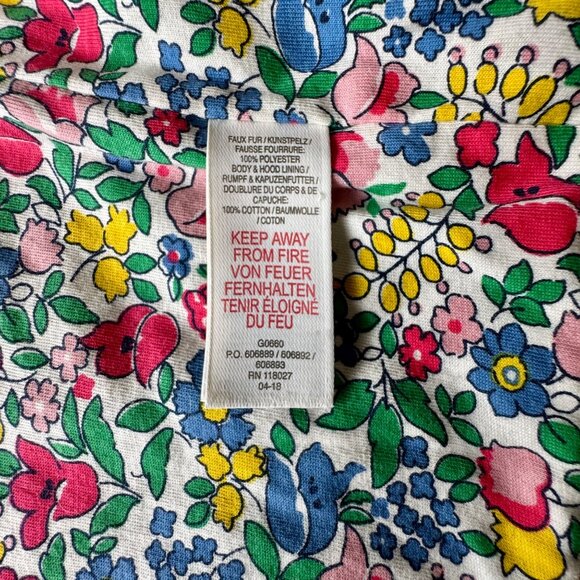 FAUX FUR / KUNSTPELZ /
FAUSSE FOURRURE:
100% POLYESTER
BODY & HOOD LINING /
RUMPF & KAPUZENFUTTER /
DOUBLURE DU CORPS & DE
CAPUCHE:
100% COTTON / BAUMWOLLE
/ COTON
KEEP AWAY
FROM FIRE
VON FEUER
FERNHALTEN
TENIR ÉLOIGNÉ
DU FEU
G0660
P.O. 606889 / 606892 /
606893
RN 118027
04-18